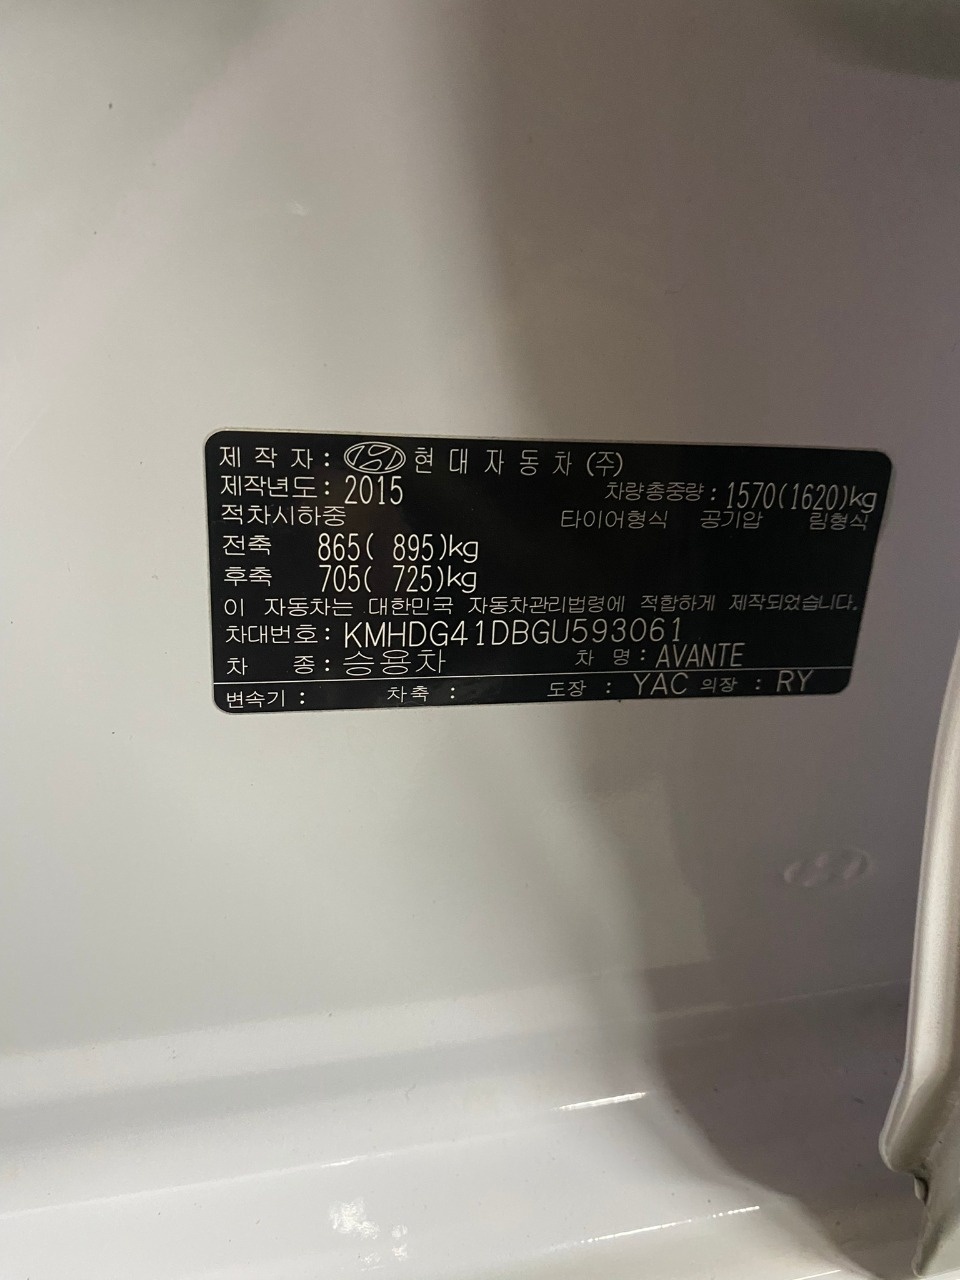 제 작 자 : 현 대 자 동 차 (주)
제작년도 : 2015 차량총중량 : 1570(1620)kg
적차시하중 타이어형식 공기압 림형식
전축 865( 895)kg
후축 705( 725)kg
이 자동차는 대한민국 자동차관리법령에 적합하게 제작되었습니다.
차대번호 : KMHDG41DBGU593061
차 종 : 승용차 차 명 : AVANTE
변속기 : 차축 : 도장 : YAC 의장 : RY